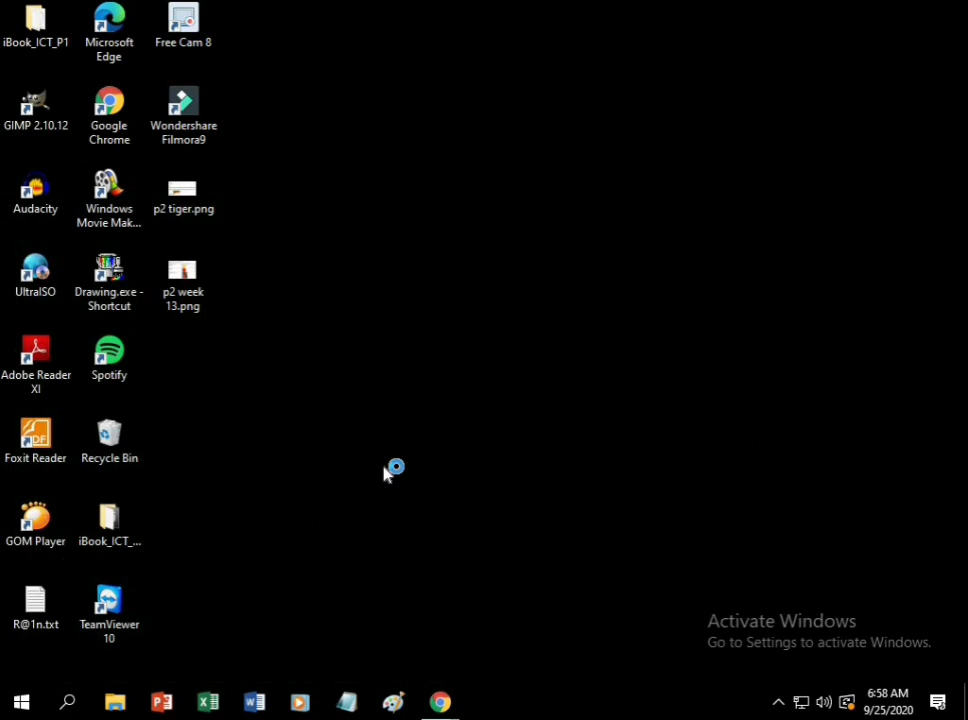 iBook_ICT_P1
Microsoft
Edge
Free Cam 8
GIMP 2.10.12
Google
Chrome
Wondershare
Filmora9
Audacity
Windows
Movie Mak...
p2 tiger.png
UltraISO
Drawing.exe -
Shortcut
p2 week
13.png
Adobe Reader
XI
Spotify
Foxit Reader
Recycle Bin
GOM Player
iBook_ICT_...
R@1n.txt
TeamViewer
10
Activate Windows
Go to Settings to activate Windows.
6:58 AM
9/25/2020